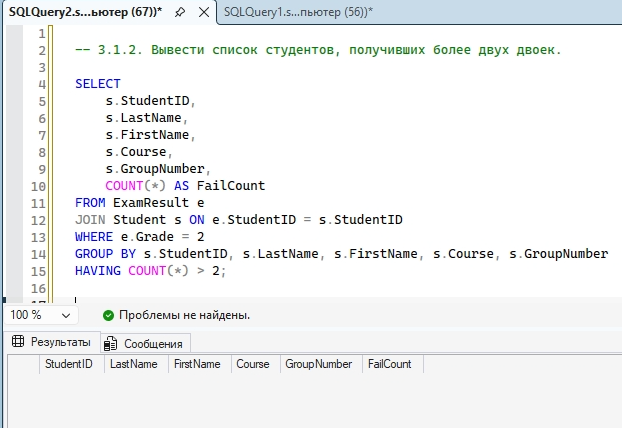 SQLQuery2.s...ьютер (67))*
SQLQuery1.s...пьютер (56))*
1
2 -- 3.1.2. Вывести список студентов, получивших более двух двоек.
3
4 SELECT
5 s.StudentID,
6 s.LastName,
7 s.FirstName,
8 s.Course,
9 s.GroupNumber,
10 COUNT(*) AS FailCount
11 FROM ExamResult e
12 JOIN Student s ON e.StudentID = s.StudentID
13 WHERE e.Grade = 2
14 GROUP BY s.StudentID, s.LastName, s.FirstName, s.Course, s.GroupNumber
15 HAVING COUNT(*) > 2;
16
17
100 % Проблемы не найдены.
Результаты Сообщения
StudentID LastName FirstName Course GroupNumber FailCount